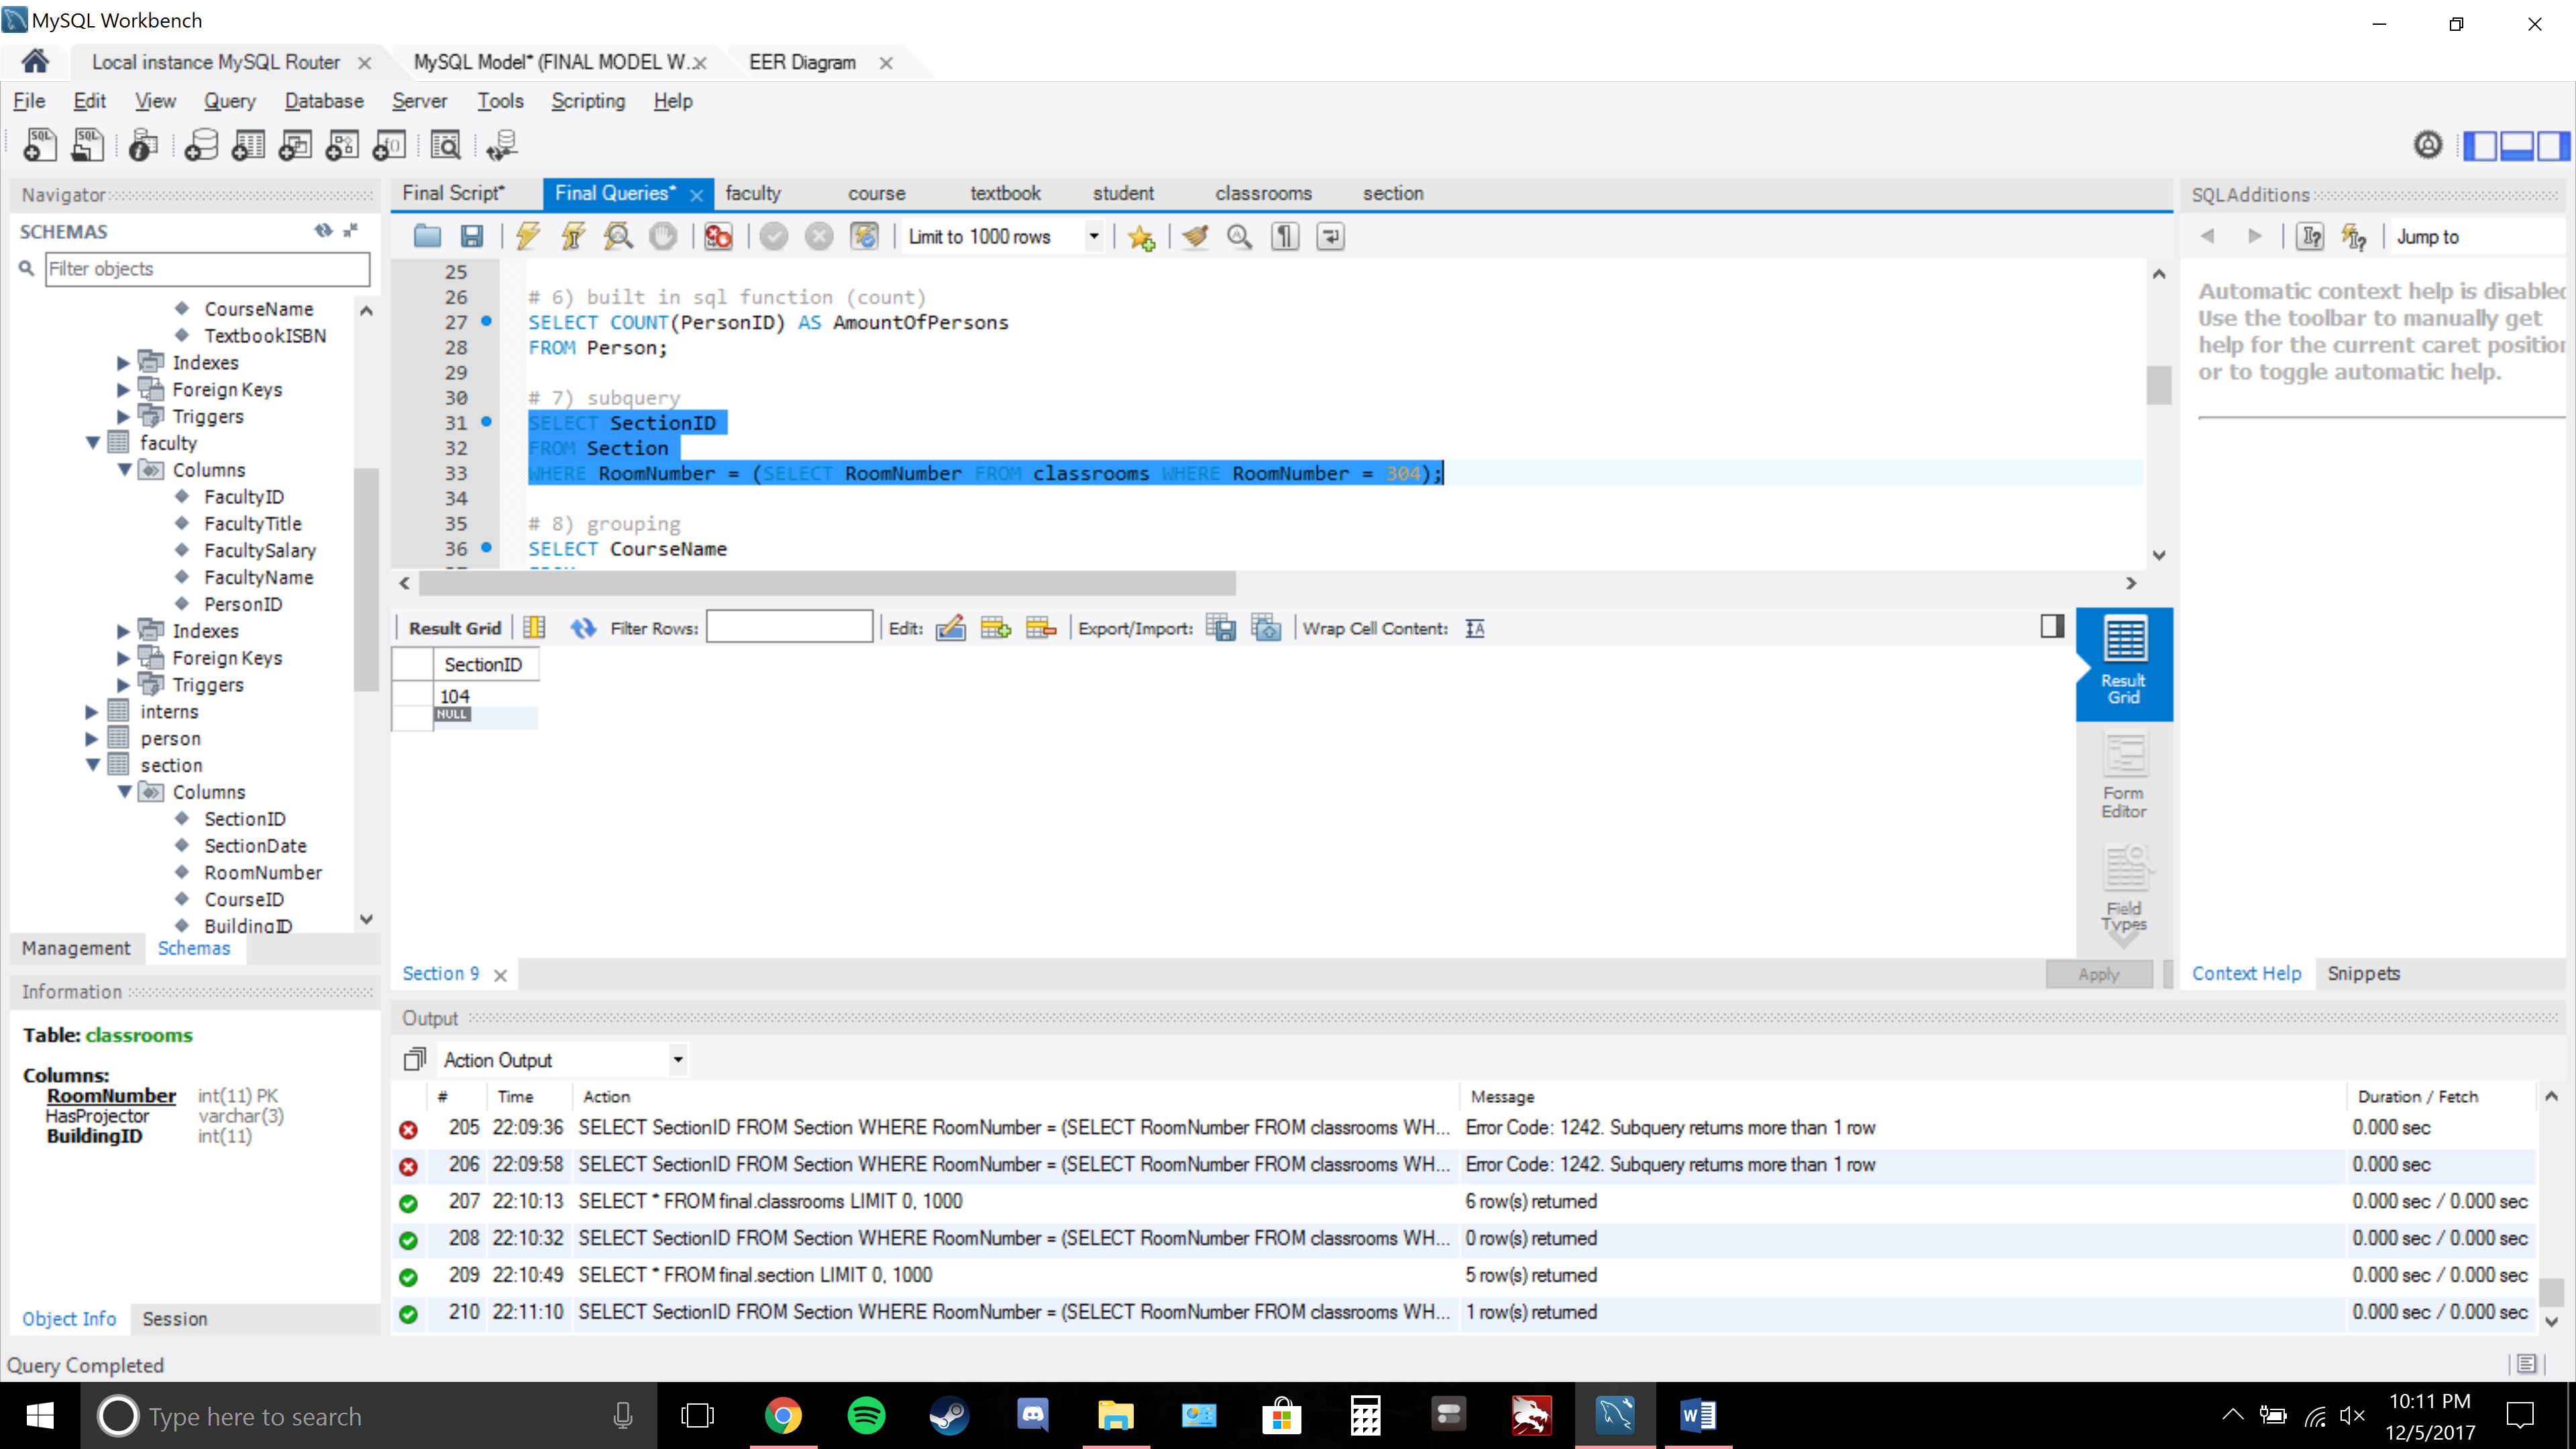 MySQL Workbench
Local instance MySQL Router
MySQL Model* (FINAL MODEL W...
EER Diagram
File Edit View Query Database Server Tools Scripting Help
Navigator
SCHEMAS
Filter objects
CourseName
TextbookISBN
Indexes
Foreign Keys
Triggers
faculty
Columns
FacultyID
FacultyTitle
FacultySalary
FacultyName
PersonID
Indexes
Foreign Keys
Triggers
interns
person
section
Columns
SectionID
SectionDate
RoomNumber
CourseID
BuildingID
Management Schemas
Information
Table: classrooms
Columns:
RoomNumber int(11) PK
HasProjector varchar(3)
BuildingID int(11)
Object Info Session
Query Completed
Final Script* Final Queries* faculty course textbook student classrooms section
Limit to 1000 rows
25
26 # 6) built in sql function (count)
27 SELECT COUNT(PersonID) AS AmountOfPersons
28 FROM Person;
29
30 # 7) subquery
31 SELECT SectionID
32 FROM Section
33 WHERE RoomNumber = (SELECT RoomNumber FROM classrooms WHERE RoomNumber = 304);
34
35 # 8) grouping
36 SELECT CourseName
Result Grid Filter Rows: Edit: Export/Import: Wrap Cell Content:
SectionID
104
NULL
Result Grid
Form Editor
Field Types
Section 9
Apply
SQLAdditions
Jump to
Automatic context help is disabled
Use the toolbar to manually get
help for the current caret position
or to toggle automatic help.
Context Help Snippets
Output
Action Output
# Time Action Message Duration / Fetch
205 22:09:36 SELECT SectionID FROM Section WHERE RoomNumber = (SELECT RoomNumber FROM classrooms WH... Error Code: 1242. Subquery returns more than 1 row 0.000 sec
206 22:09:58 SELECT SectionID FROM Section WHERE RoomNumber = (SELECT RoomNumber FROM classrooms WH... Error Code: 1242. Subquery returns more than 1 row 0.000 sec
207 22:10:13 SELECT * FROM final.classrooms LIMIT 0, 1000 6 row(s) returned 0.000 sec / 0.000 sec
208 22:10:32 SELECT SectionID FROM Section WHERE RoomNumber = (SELECT RoomNumber FROM classrooms WH... 0 row(s) returned 0.000 sec / 0.000 sec
209 22:10:49 SELECT * FROM final.section LIMIT 0, 1000 5 row(s) returned 0.000 sec / 0.000 sec
210 22:11:10 SELECT SectionID FROM Section WHERE RoomNumber = (SELECT RoomNumber FROM classrooms WH... 1 row(s) returned 0.000 sec / 0.000 sec
Type here to search
10:11 PM
12/5/2017